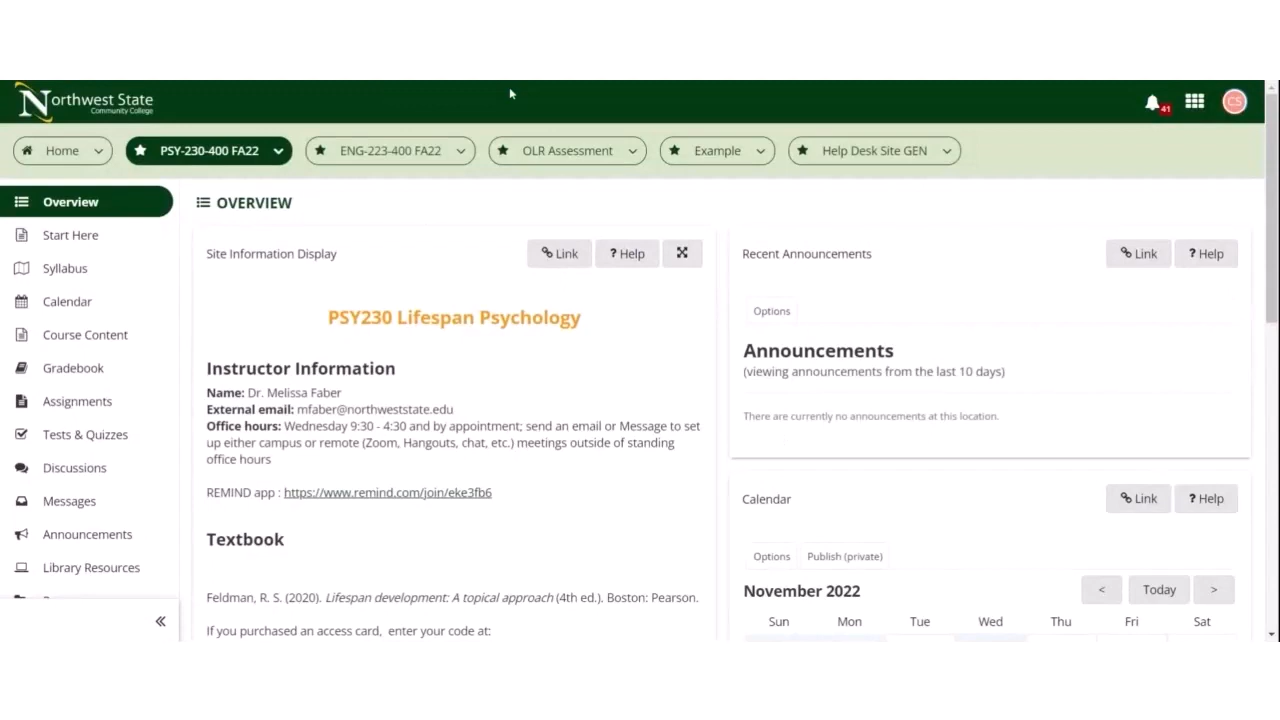 Northwest State
Community College
41
CS
Home
PSY-230-400 FA22
ENG-223-400 FA22
OLR Assessment
Example
Help Desk Site GEN
Overview
Start Here
Syllabus
Calendar
Course Content
Gradebook
Assignments
Tests & Quizzes
Discussions
Messages
Announcements
Library Resources
OVERVIEW
Site Information Display
Link
? Help
PSY230 Lifespan Psychology
Instructor Information
Name: Dr. Melissa Faber
External email: mfaber@northweststate.edu
Office hours: Wednesday 9:30 - 4:30 and by appointment; send an email or Message to set
up either campus or remote (Zoom, Hangouts, chat, etc.) meetings outside of standing
office hours
REMIND app : https://www.remind.com/join/eke3fb6
Textbook
Feldman, R. S. (2020). Lifespan development: A topical approach (4th ed.). Boston: Pearson.
If you purchased an access card, enter your code at:
Recent Announcements
Link
? Help
Options
Announcements
(viewing announcements from the last 10 days)
There are currently no announcements at this location.
Calendar
Link
? Help
Options
Publish (private)
November 2022
<
Today
>
Sun Mon Tue Wed Thu Fri Sat